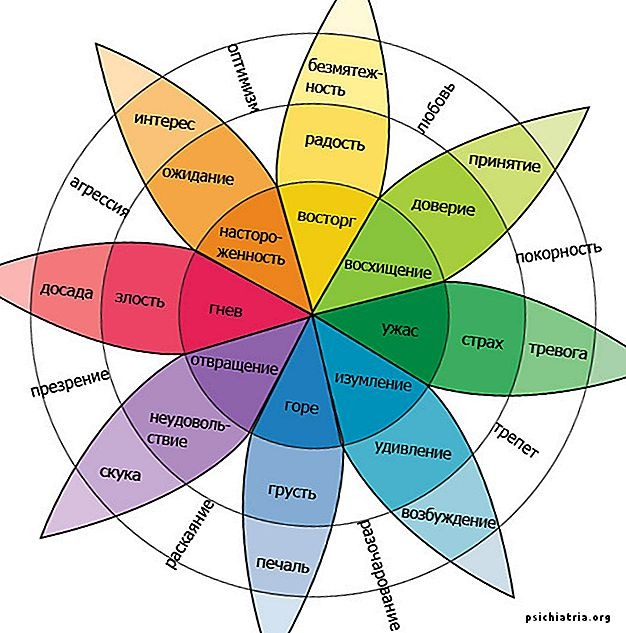 оптимизм
безмятеж-
ность
любовь
интерес
радость
принятие
ожидание
доверие
агрессия
восторг
насторо-
женность
восхищение
покорность
досада
злость
гнев
ужас
страх
тревога
отвращение
изумление
презрение
горе
неудоволь-
ствие
удивление
трепет
скука
грусть
возбуждение
раскаяние
печаль
разочарование
psichiatria.org